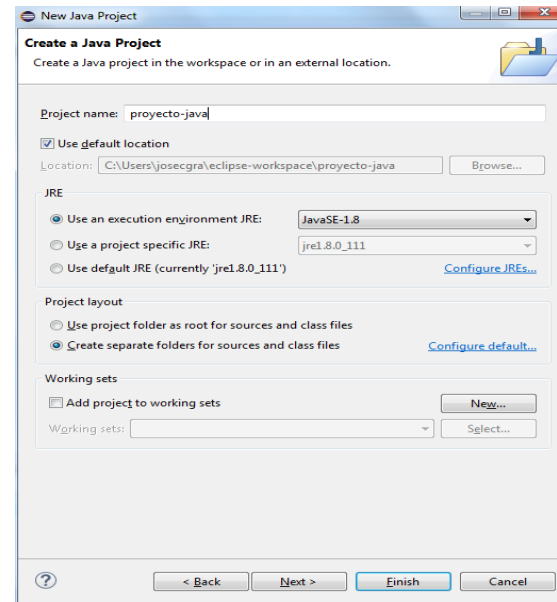 New Java Project
Create a Java Project
Create a Java project in the workspace or in an external location.
Project name: proyecto-java
Use default location
Location: C:\Users\josecgra\eclipse-workspace\proyecto-java Browse...
JRE
Use an execution environment JRE: JavaSE-1.8
Use a project specific JRE: jre1.8.0_111
Use default JRE (currently 'jre1.8.0_111') Configure JREs...
Project layout
Use project folder as root for sources and class files
Create separate folders for sources and class files Configure default...
Working sets
Add project to working sets New...
Working sets: Select...
? < Back Next > Finish Cancel